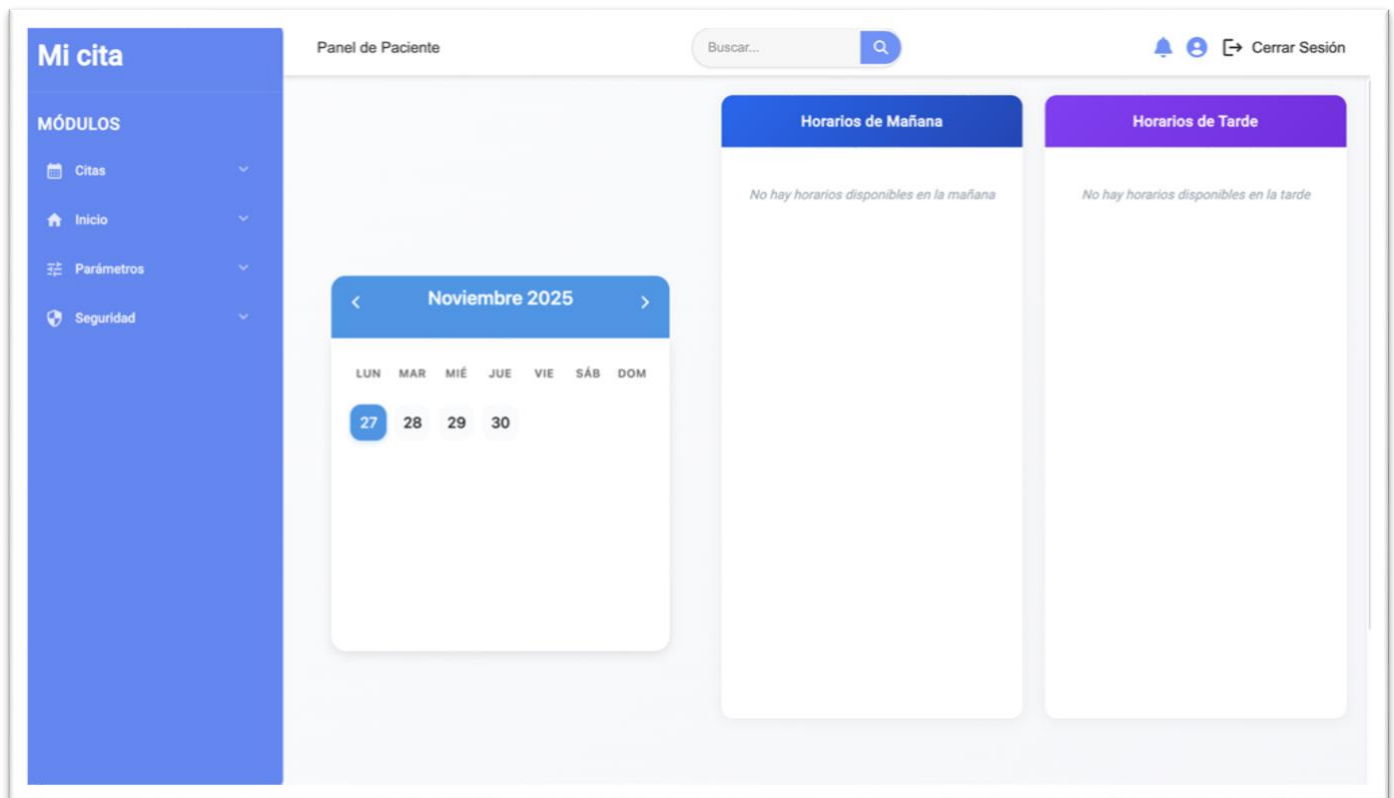 Mi cita
MÓDULOS
Citas
Inicio
Parámetros
Seguridad
Panel de Paciente
Buscar...
Cerrar Sesión
Noviembre 2025
LUN MAR MIÉ JUE VIE SÁB DOM
27 28 29 30
Horarios de Mañana
No hay horarios disponibles en la mañana
Horarios de Tarde
No hay horarios disponibles en la tarde